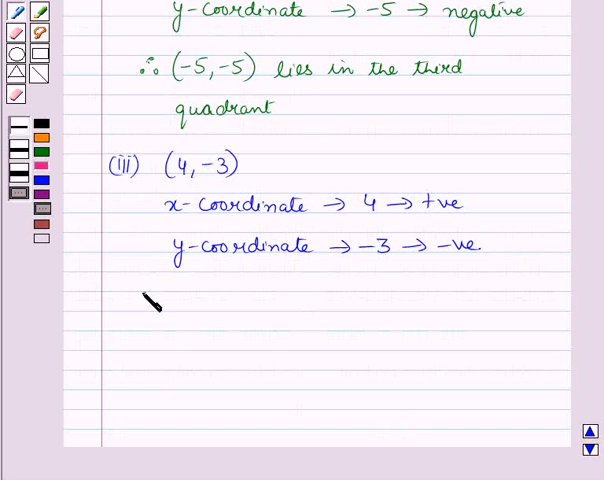 y-coordinate → -5 → negative
∴ (-5, -5) lies in the third
quadrant
(iii) (4, -3)
x-coordinate → 4 → +ve
y-coordinate → -3 → -ve.